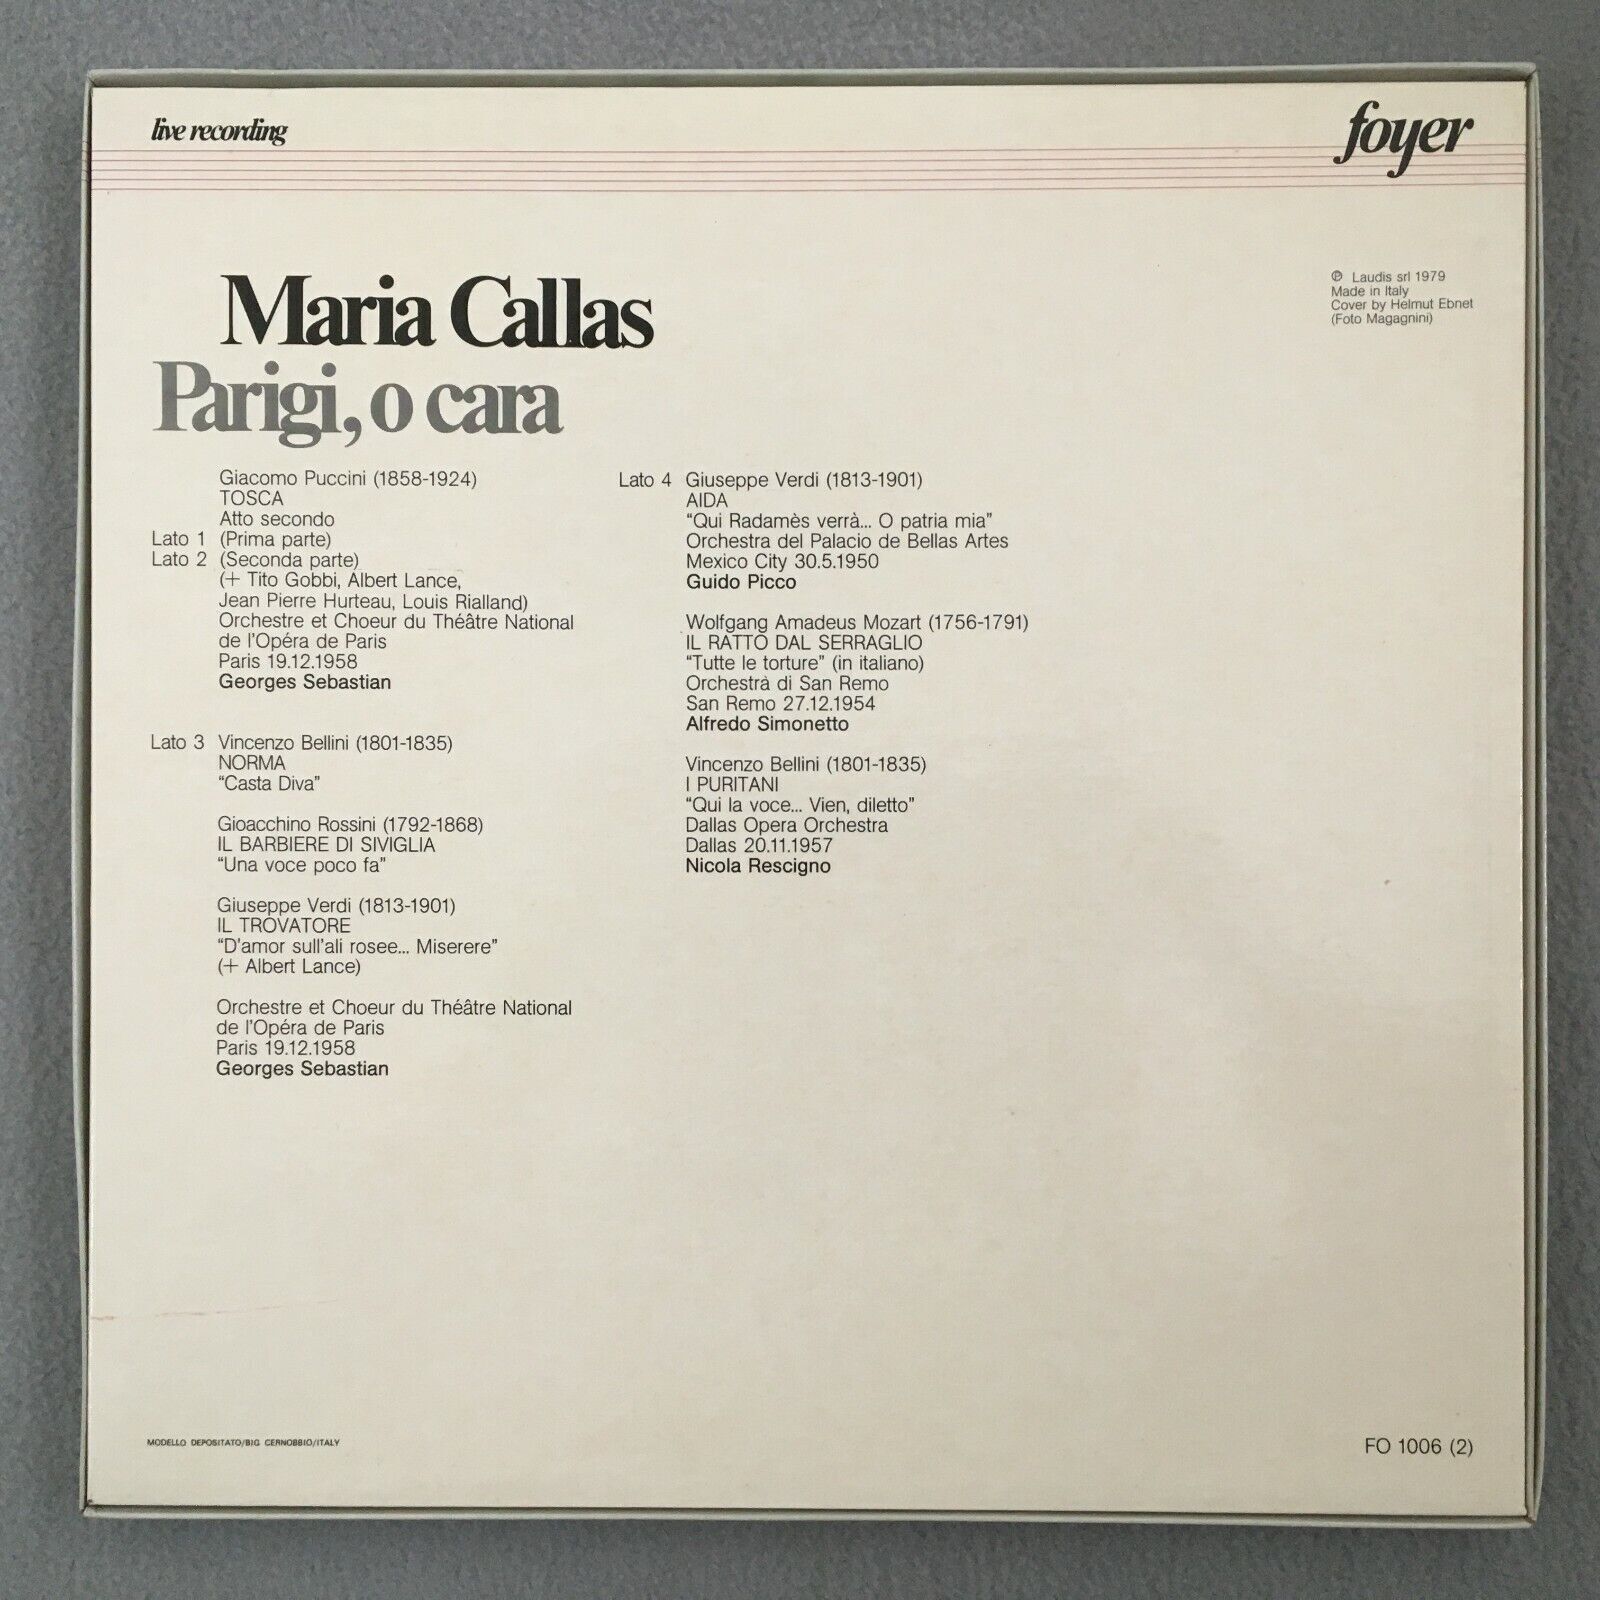 live recording
foyer
Maria Callas
Parigi, o cara
℗ Laudis srl 1979
Made in Italy
Cover by Helmut Ebnet
(Foto Magagnini)
Giacomo Puccini (1858-1924)
TOSCA
Atto secondo
Lato 1 (Prima parte)
Lato 2 (Seconda parte)
(+ Tito Gobbi, Albert Lance,
Jean Pierre Hurteau, Louis Rialland)
Orchestre et Choeur du Théâtre National
de l'Opéra de Paris
Paris 19.12.1958
Georges Sebastian
Lato 3 Vincenzo Bellini (1801-1835)
NORMA
“Casta Diva”
Gioacchino Rossini (1792-1868)
IL BARBIERE DI SIVIGLIA
“Una voce poco fa”
Giuseppe Verdi (1813-1901)
IL TROVATORE
“D'amor sull'ali rosee... Miserere”
(+ Albert Lance)
Orchestre et Choeur du Théâtre National
de l'Opéra de Paris
Paris 19.12.1958
Georges Sebastian
Lato 4 Giuseppe Verdi (1813-1901)
AIDA
“Qui Radamès verrà... O patria mia”
Orchestra del Palacio de Bellas Artes
Mexico City 30.5.1950
Guido Picco
Wolfgang Amadeus Mozart (1756-1791)
IL RATTO DAL SERRAGLIO
“Tutte le torture” (in italiano)
Orchestrà di San Remo
San Remo 27.12.1954
Alfredo Simonetto
Vincenzo Bellini (1801-1835)
I PURITANI
“Qui la voce... Vien, diletto”
Dallas Opera Orchestra
Dallas 20.11.1957
Nicola Rescigno
MODELLO DEPOSITATO/BIG CERNOBBIO/ITALY
FO 1006 (2)